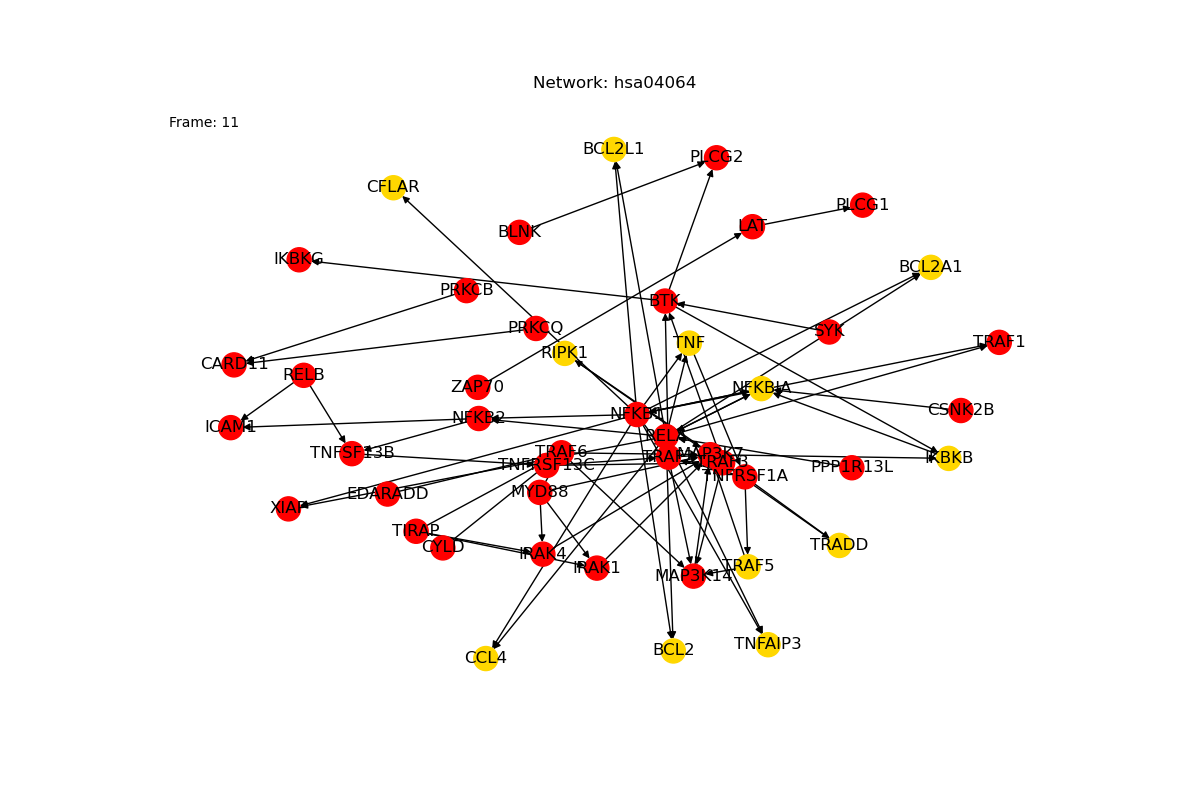 Network: hsa04064
Frame: 11
BCL2L1
PLCG2
CFLAR
PLCG1
LAT
BLNK
IKBKG
BCL2A1
PRKCB
BTK
PRKCQ
SYK
TNF
TRAF1
RIPK1
CARD11
RELB
ZAP70
NFKBIA
CSNK2B
NFKB1
NFKB2
ICAM1
RELA
TNFSF13B
TRAF6
MAP3K7
TRAF2
TRAF3
IKBKB
TNFRSF13C
PPP1R13L
TNFRSF1A
MYD88
EDARADD
XIAP
TIRAP
CYLD
TRADD
IRAK4
IRAK1
TRAF5
MAP3K14
TNFAIP3
BCL2
CCL4